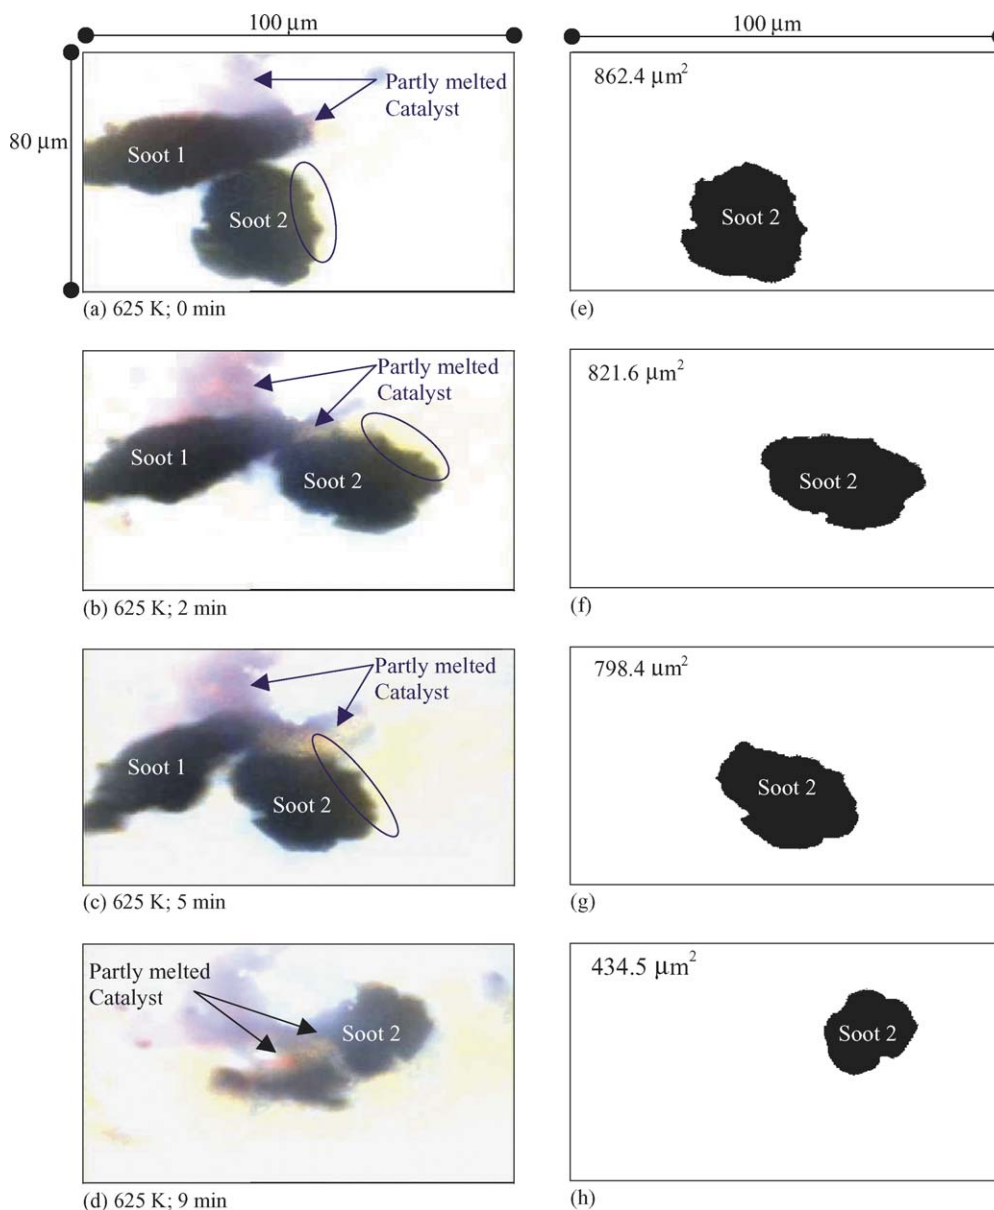 100 μm
100 μm
80 μm
Partly melted
Catalyst
Soot 1
Soot 2
(a) 625 K; 0 min
862.4 μm²
Soot 2
(e)
Partly melted
Catalyst
Soot 1
Soot 2
(b) 625 K; 2 min
821.6 μm²
Soot 2
(f)
Partly melted
Catalyst
Soot 1
Soot 2
(c) 625 K; 5 min
798.4 μm²
Soot 2
(g)
Partly melted
Catalyst
Soot 2
(d) 625 K; 9 min
434.5 μm²
Soot 2
(h)